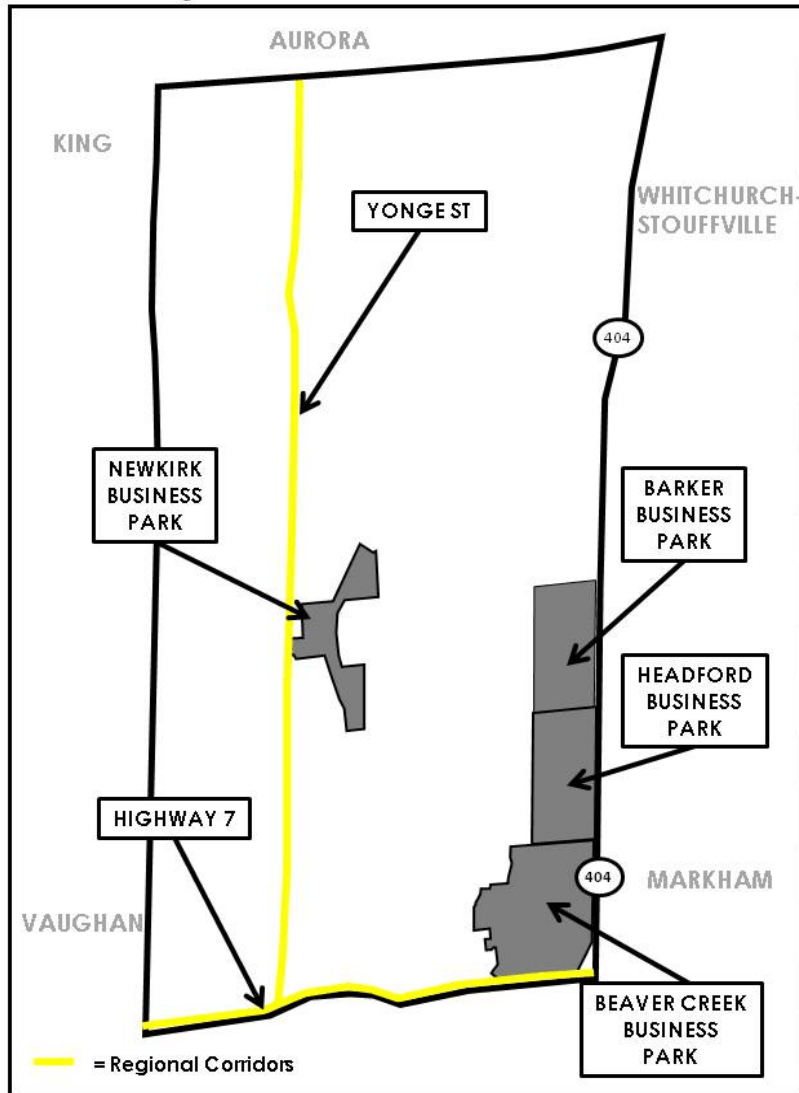 AURORA
KING
WHITCHURCH-
STOUFFVILLE
YONGE ST
404
NEWKIRK
BUSINESS
PARK
BARKER
BUSINESS
PARK
HEADFORD
BUSINESS
PARK
HIGHWAY 7
404
MARKHAM
VAUGHAN
BEAVER CREEK
BUSINESS
PARK
= Regional Corridors